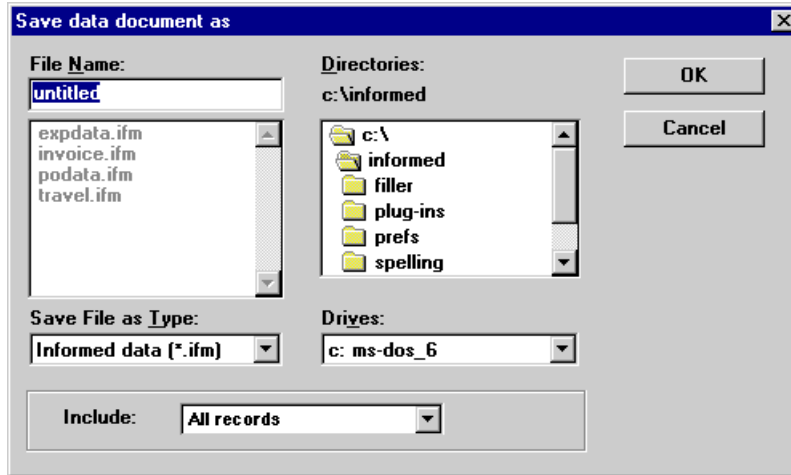 Save data document as
File Name:
untitled
expdata.ifm
invoice.ifm
podata.ifm
travel.ifm
Save File as Type:
Informed data (*.ifm)
Directories:
c:\informed
c:\
informed
filler
plug-ins
prefs
spelling
Drives:
c: ms-dos_6
OK
Cancel
Include:
All records